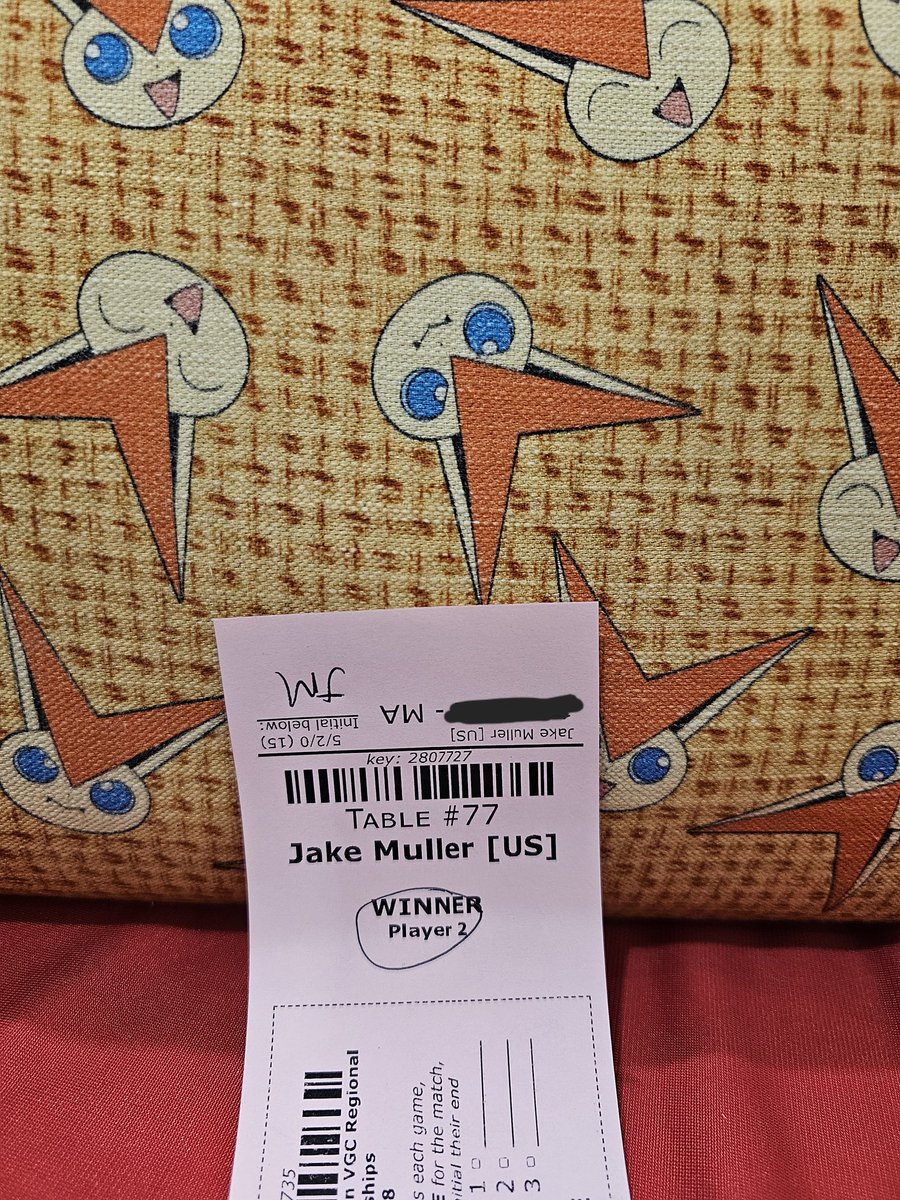 JM
Initial below:
5/2/0 (15)
- MA
Jake Muller [US]
key: 2807727
TABLE #77
Jake Muller [US]
WINNER
Player 2
735
n VGC Regional
ships
8
s each game,
E for the match,
itial their end
1
2
3